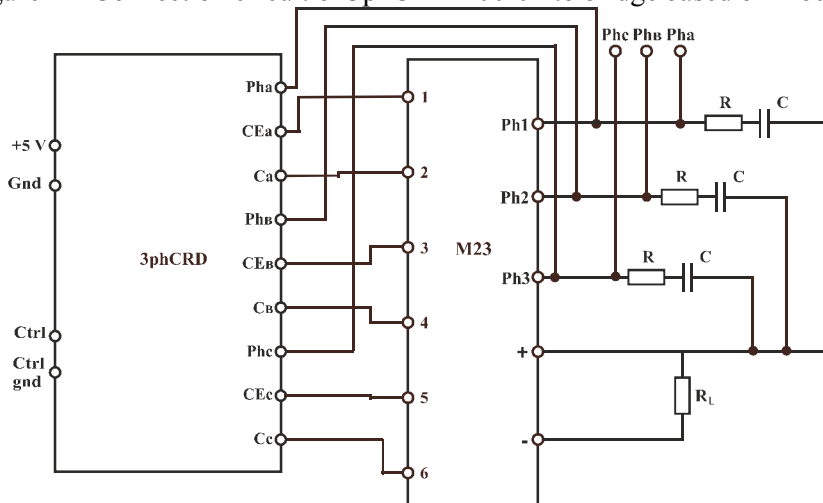 Pha
CEa
Ca
Phв
CEв
Cв
Phc
CEc
Cc
+5 V
Gnd
Ctrl
Ctrl
gnd
3phCRD
1
2
3
4
5
6
M23
Ph1
Ph2
Ph3
+
-
Phc Phв Pha
R C
R C
R C
RL